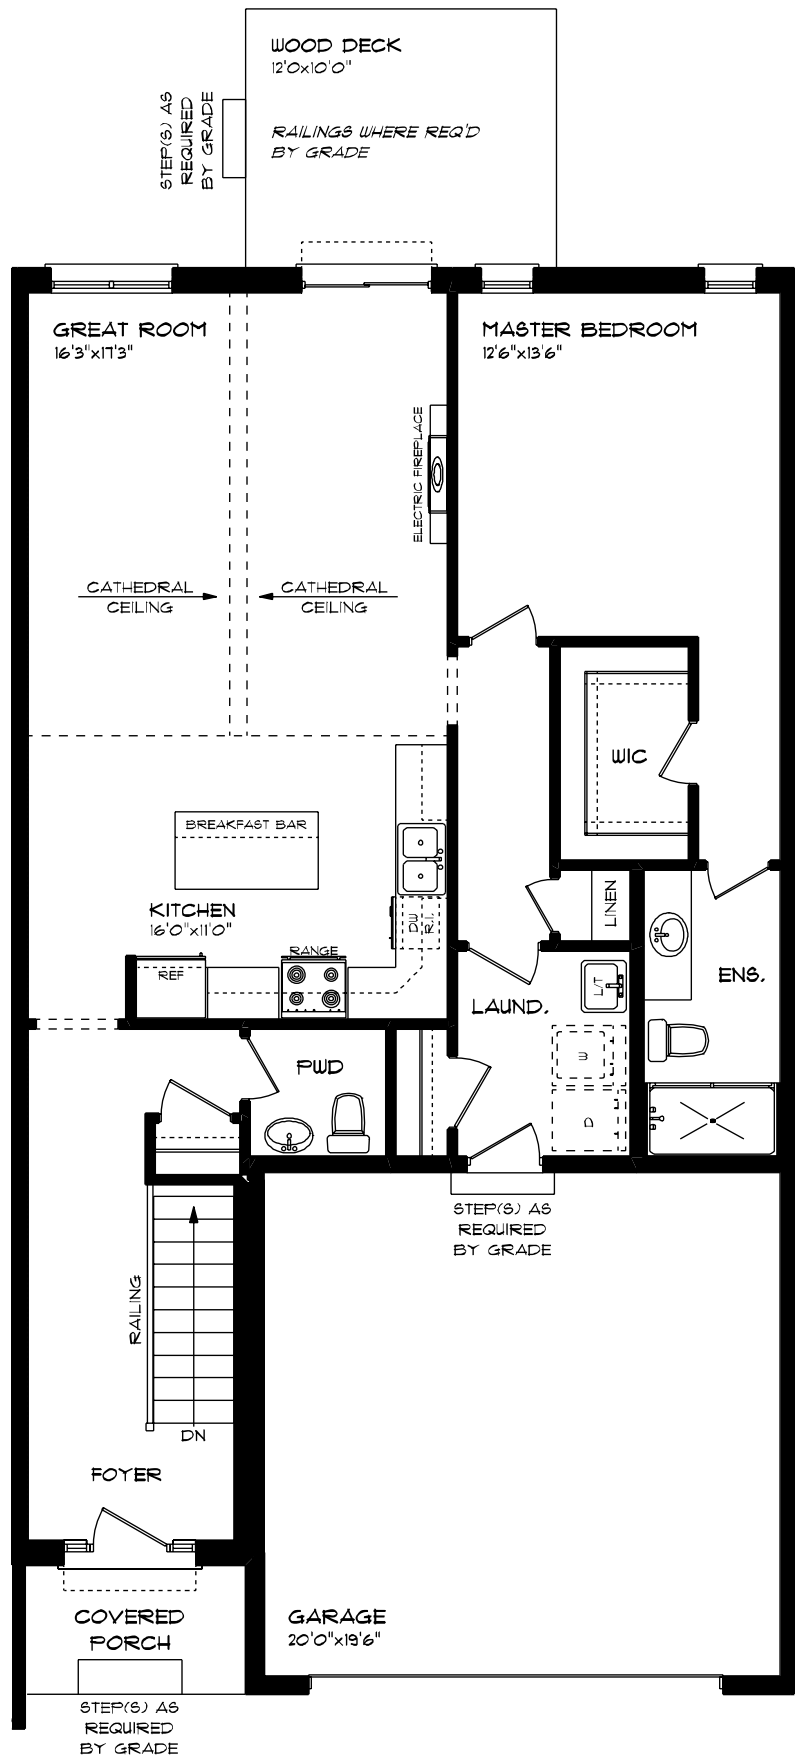 WOOD DECK
12'0x10'0"
STEP(S) AS
REQUIRED
BY GRADE
RAILINGS WHERE REQ'D
BY GRADE
GREAT ROOM
16'3"x17'3"
MASTER BEDROOM
12'6"x13'6"
ELECTRIC FIREPLACE
CATHEDRAL
CEILING
CATHEDRAL
CEILING
WIC
BREAKFAST BAR
KITCHEN
16'0"x11'0"
DW
R.I.
LINEN
RANGE
REF
ENS.
L/T
LAUND.
W
PWD
D
STEP(S) AS
REQUIRED
BY GRADE
RAILING
DN
FOYER
COVERED
PORCH
GARAGE
20'0"x19'6"
STEP(S) AS
REQUIRED
BY GRADE